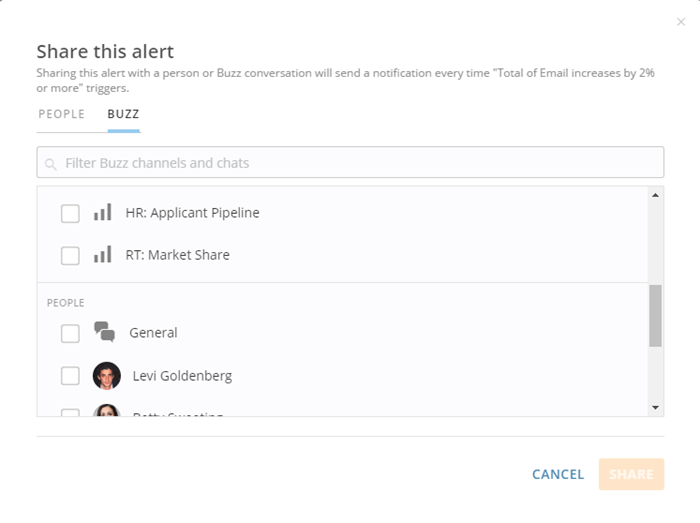 Share this alert
Sharing this alert with a person or Buzz conversation will send a notification every time "Total of Email increases by 2%
or more" triggers.
PEOPLE BUZZ
Filter Buzz channels and chats
HR: Applicant Pipeline
RT: Market Share
PEOPLE
General
Levi Goldenberg
CANCEL SHARE